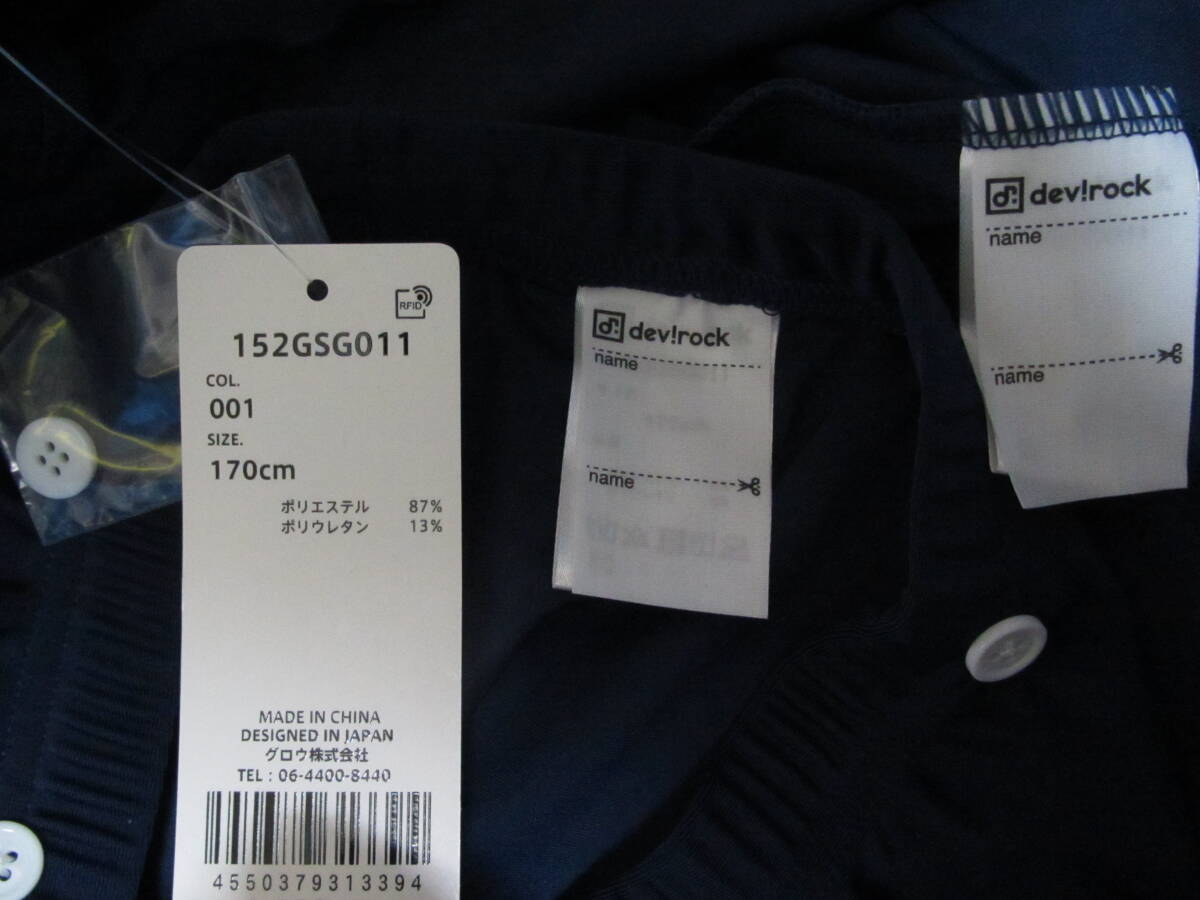 RFID
152GSG011
COL.
001
SIZE.
170cm
ポリエステル 87%
ポリウレタン 13%
MADE IN CHINA
DESIGNED IN JAPAN
グロウ株式会社
TEL : 06-4400-8440
4550379313394
dev!rock
name
name
dev!rock
name
name